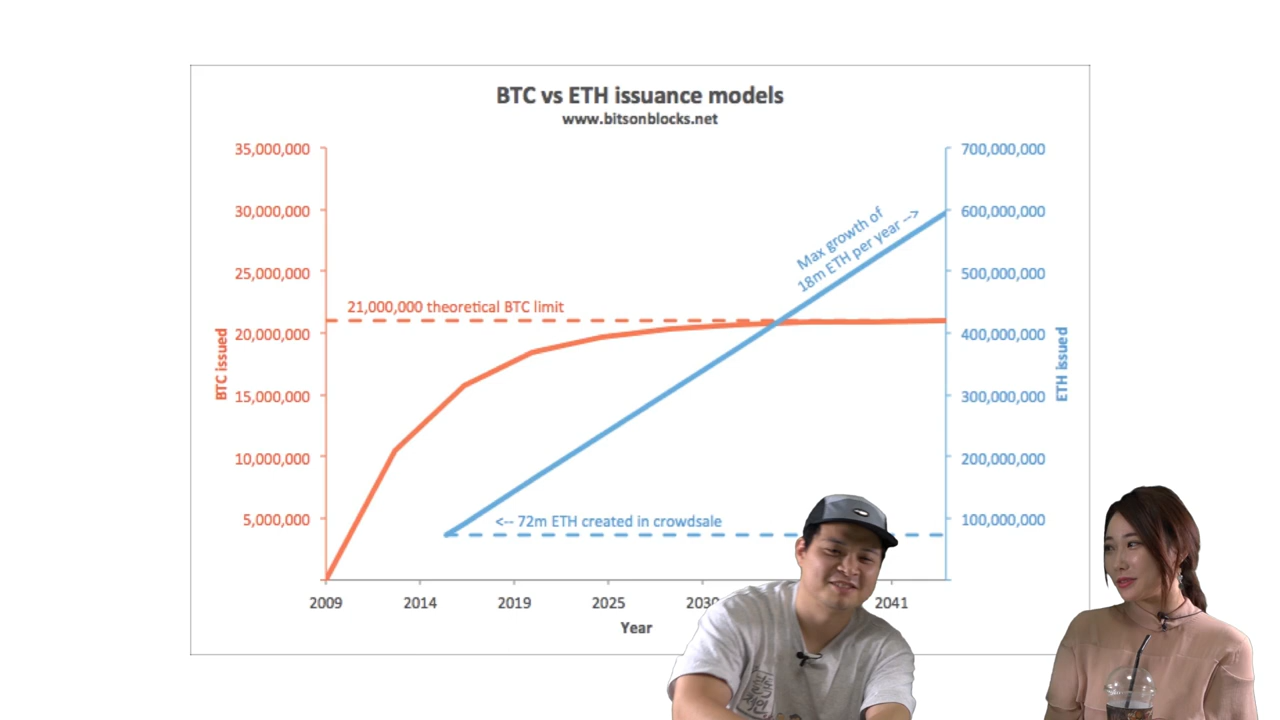 BTC vs ETH issuance models
www.bitsonblocks.net
35,000,000
30,000,000
25,000,000
20,000,000
15,000,000
10,000,000
5,000,000
BTC issued
21,000,000 theoretical BTC limit
Max growth of
18m ETH per year -->
<-- 72m ETH created in crowdsale
700,000,000
600,000,000
500,000,000
400,000,000
300,000,000
200,000,000
100,000,000
ETH issued
2009 2014 2019 2025 2030 2041
Year